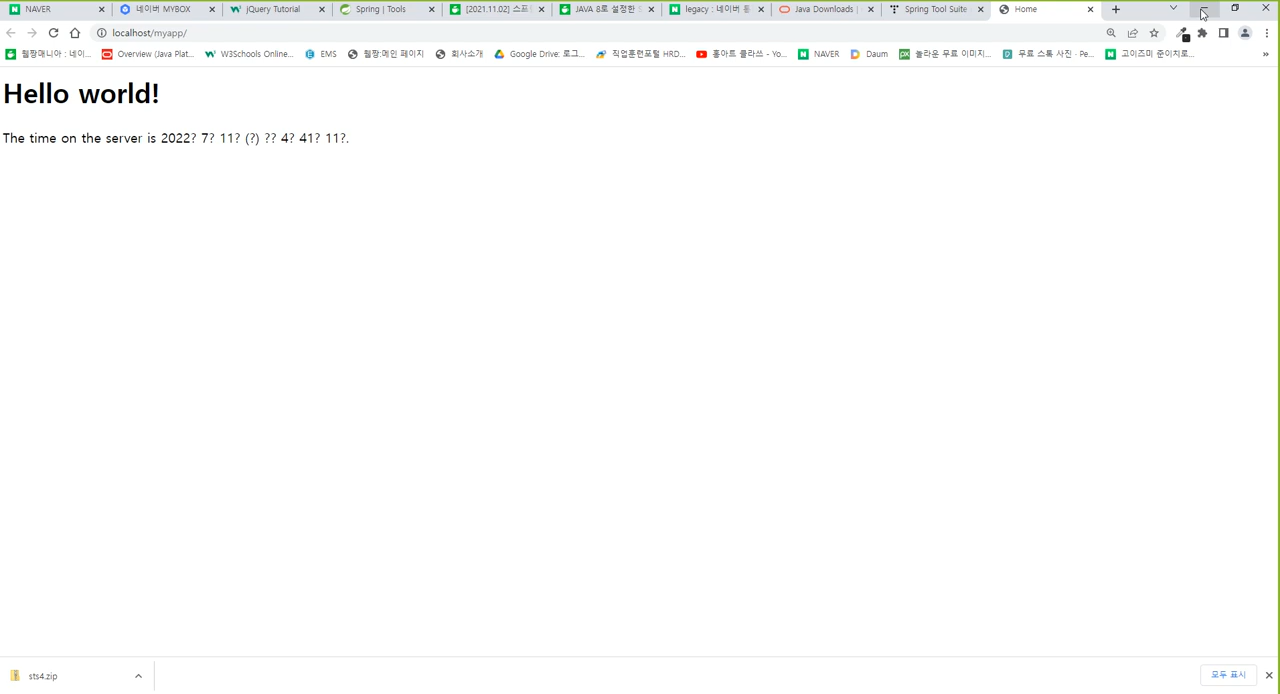 NAVER
네이버 MYBOX
jQuery Tutorial
Spring | Tools
[2021.11.02] 스프
JAVA 8로 설정한 S
legacy : 네이버 통
Java Downloads |
Spring Tool Suite
Home
localhost/myapp/
웰짱매니아 : 네이...
Overview (Java Plat...
W3Schools Online...
EMS
웰짱:메인 페이지
회사소개
Google Drive: 로그...
직업훈련포털 HRD...
홍아트 클라쓰 - Yo...
NAVER
Daum
놀라운 무료 이미지...
무료 스톡 사진 · Pe...
고이즈미 준이치로...
»
Hello world!
The time on the server is 2022? 7? 11? (?) ?? 4? 41? 11?.
sts4.zip
모두 표시